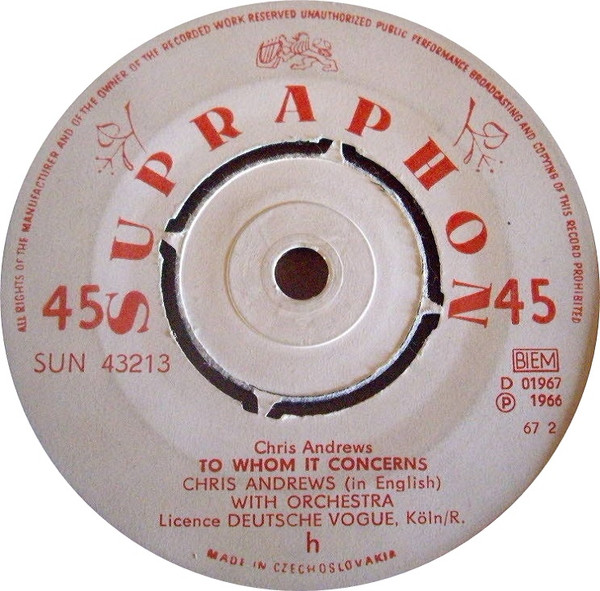 ALL RIGHTS OF THE MANUFACTURER AND OF THE OWNER OF THE RECORDED WORK RESERVED UNAUTHORIZED PUBLIC PERFORMANCE BROADCASTING AND COPYING OF THIS RECORD PROHIBITED
SUPRAPHON
45 45
SUN 43213
BIEM
D 01967
Ⓟ 1966
67 2
Chris Andrews
TO WHOM IT CONCERNS
CHRIS ANDREWS (in English)
WITH ORCHESTRA
Licence DEUTSCHE VOGUE, Köln/R.
h
MADE IN CZECHOSLOVAKIA